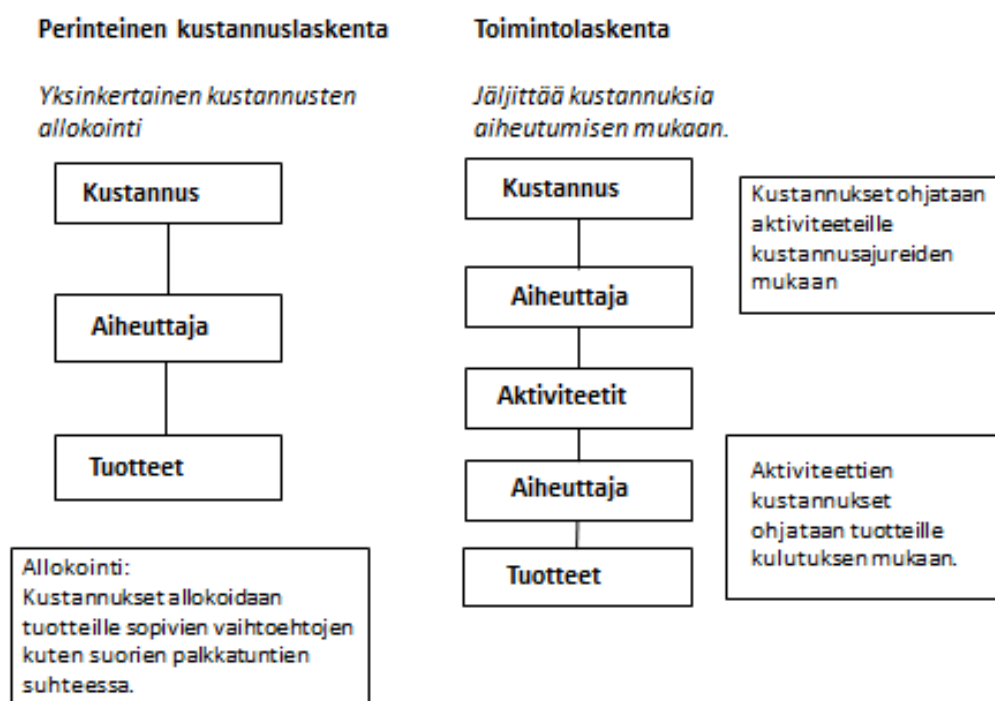 Perinteinen kustannuslaskenta
Yksinkertainen kustannusten
allokointi
Kustannus
Aiheuttaja
Tuotteet
Allokointi:
Kustannukset allokoidaan
tuotteille sopivien vaihtoehtojen
kuten suorien palkkatuntien
suhteessa.
Toimintolaskenta
Jäljittää kustannuksia
aiheutumisen mukaan.
Kustannus
Aiheuttaja
Aktiviteetit
Aiheuttaja
Tuotteet
Kustannukset ohjataan
aktiviteeteille
kustannusajureiden
mukaan
Aktiviteettien
kustannukset
ohjataan tuotteille
kulutuksen mukaan.